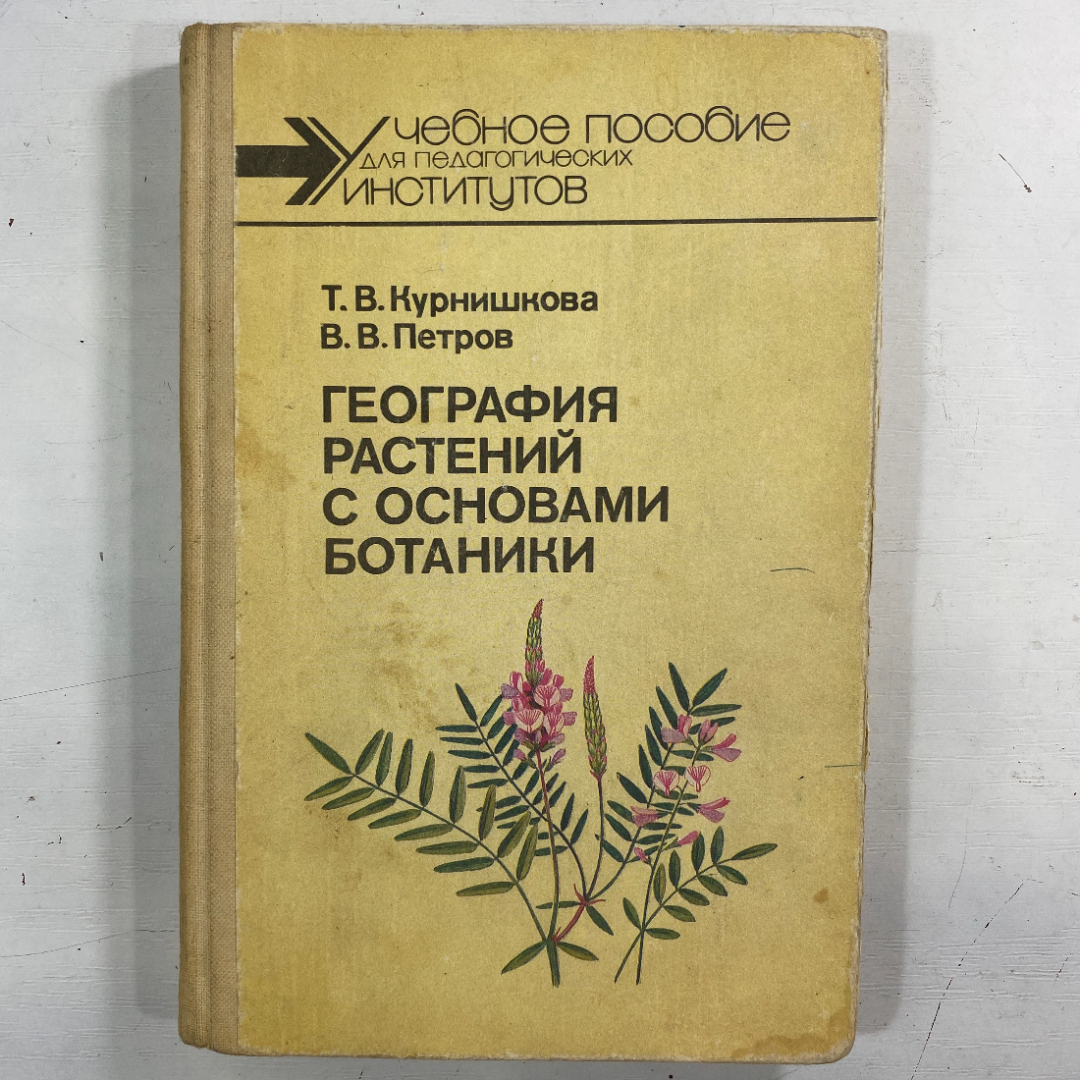 Учебное пособие
для педагогических
институтов
Т. В. Курнишкова
В. В. Петров
ГЕОГРАФИЯ
РАСТЕНИЙ
С ОСНОВАМИ
БОТАНИКИ